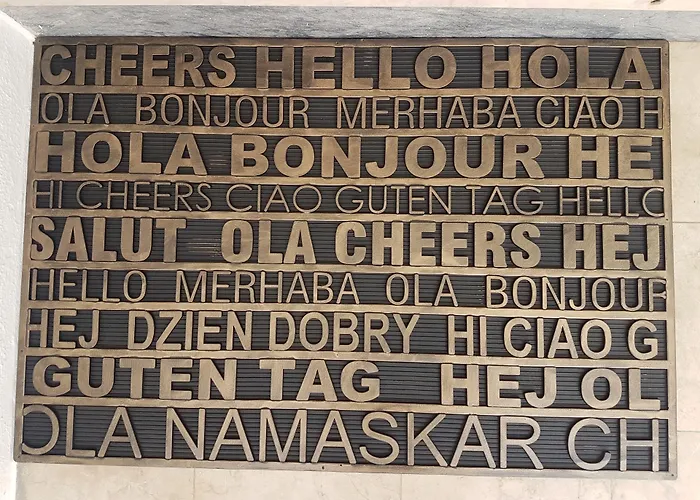 CHEERS HELLO HOLA
OLA BONJOUR MERHABA CIAO H
HOLA BONJOUR HE
HI CHEERS CIAO GUTEN TAG HELLO
SALUT OLA CHEERS HEJ
HELLO MERHABA OLA BONJOUR
HEJ DZIEN DOBRY HI CIAO G
GUTEN TAG HEJ OL
OLA NAMASKAR CH